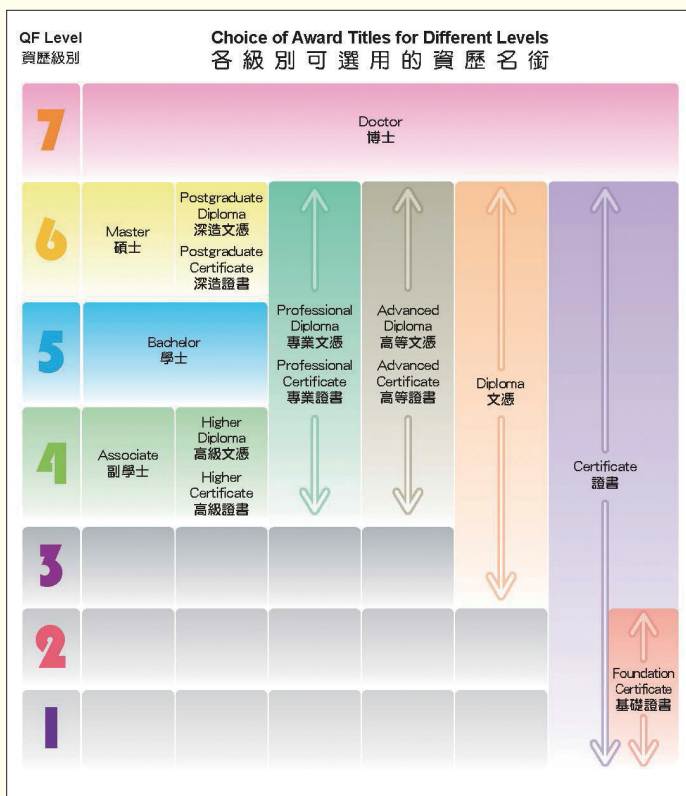 QF Level
資歷級別
Choice of Award Titles for Different Levels
各級別可選用的資歷名銜
7
Doctor
博士
6
Master
碩士
Postgraduate
Diploma
深造文憑
Postgraduate
Certificate
深造證書
5
Bachelor
學士
Professional
Diploma
專業文憑
Professional
Certificate
專業證書
Advanced
Diploma
高等文憑
Advanced
Certificate
高等證書
Diploma
文憑
4
Associate
副學士
Higher
Diploma
高級文憑
Higher
Certificate
高級證書
Certificate
證書
3
2
Foundation
Certificate
基礎證書
1